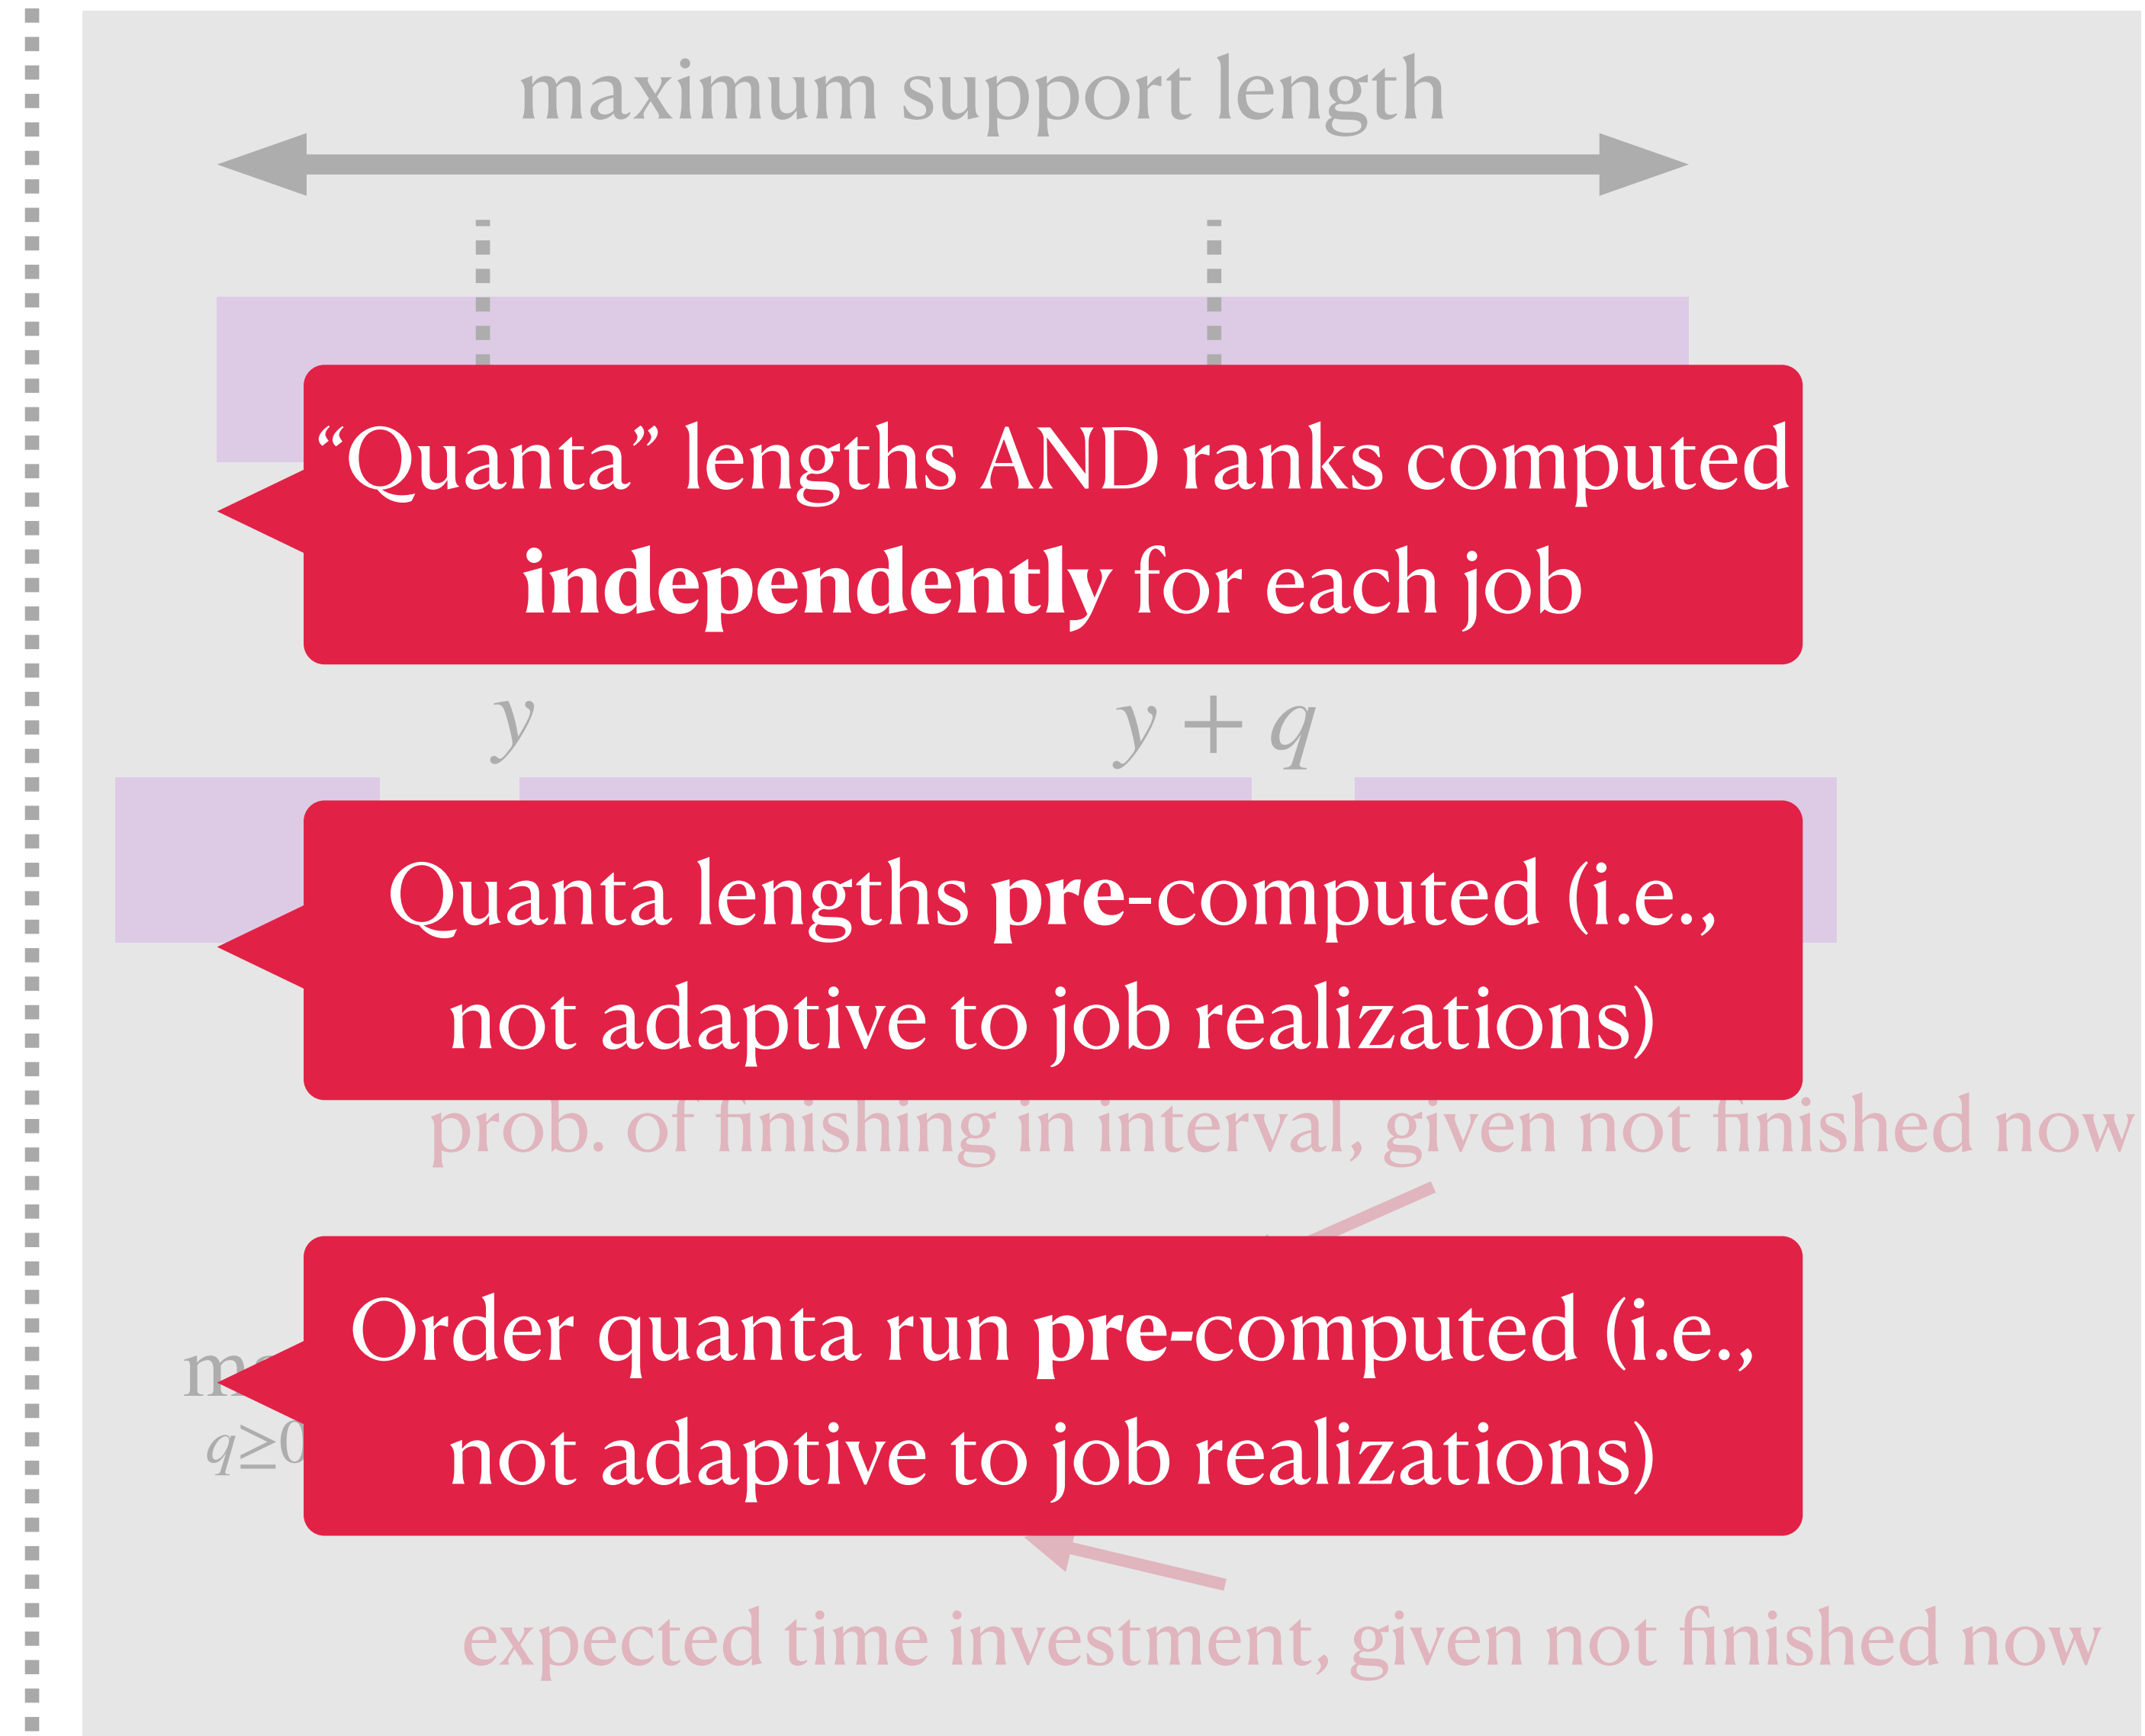 maximum support length
“Quanta” lengths AND ranks computed
independently for each job
y
y + q
Quanta lengths pre-computed (i.e.,
not adaptive to job realizations)
prob. of finishing in interval, given not finished now
Order quanta run pre-computed (i.e.,
q≥0
not adaptive to job realizations)
expected time investment, given not finished now